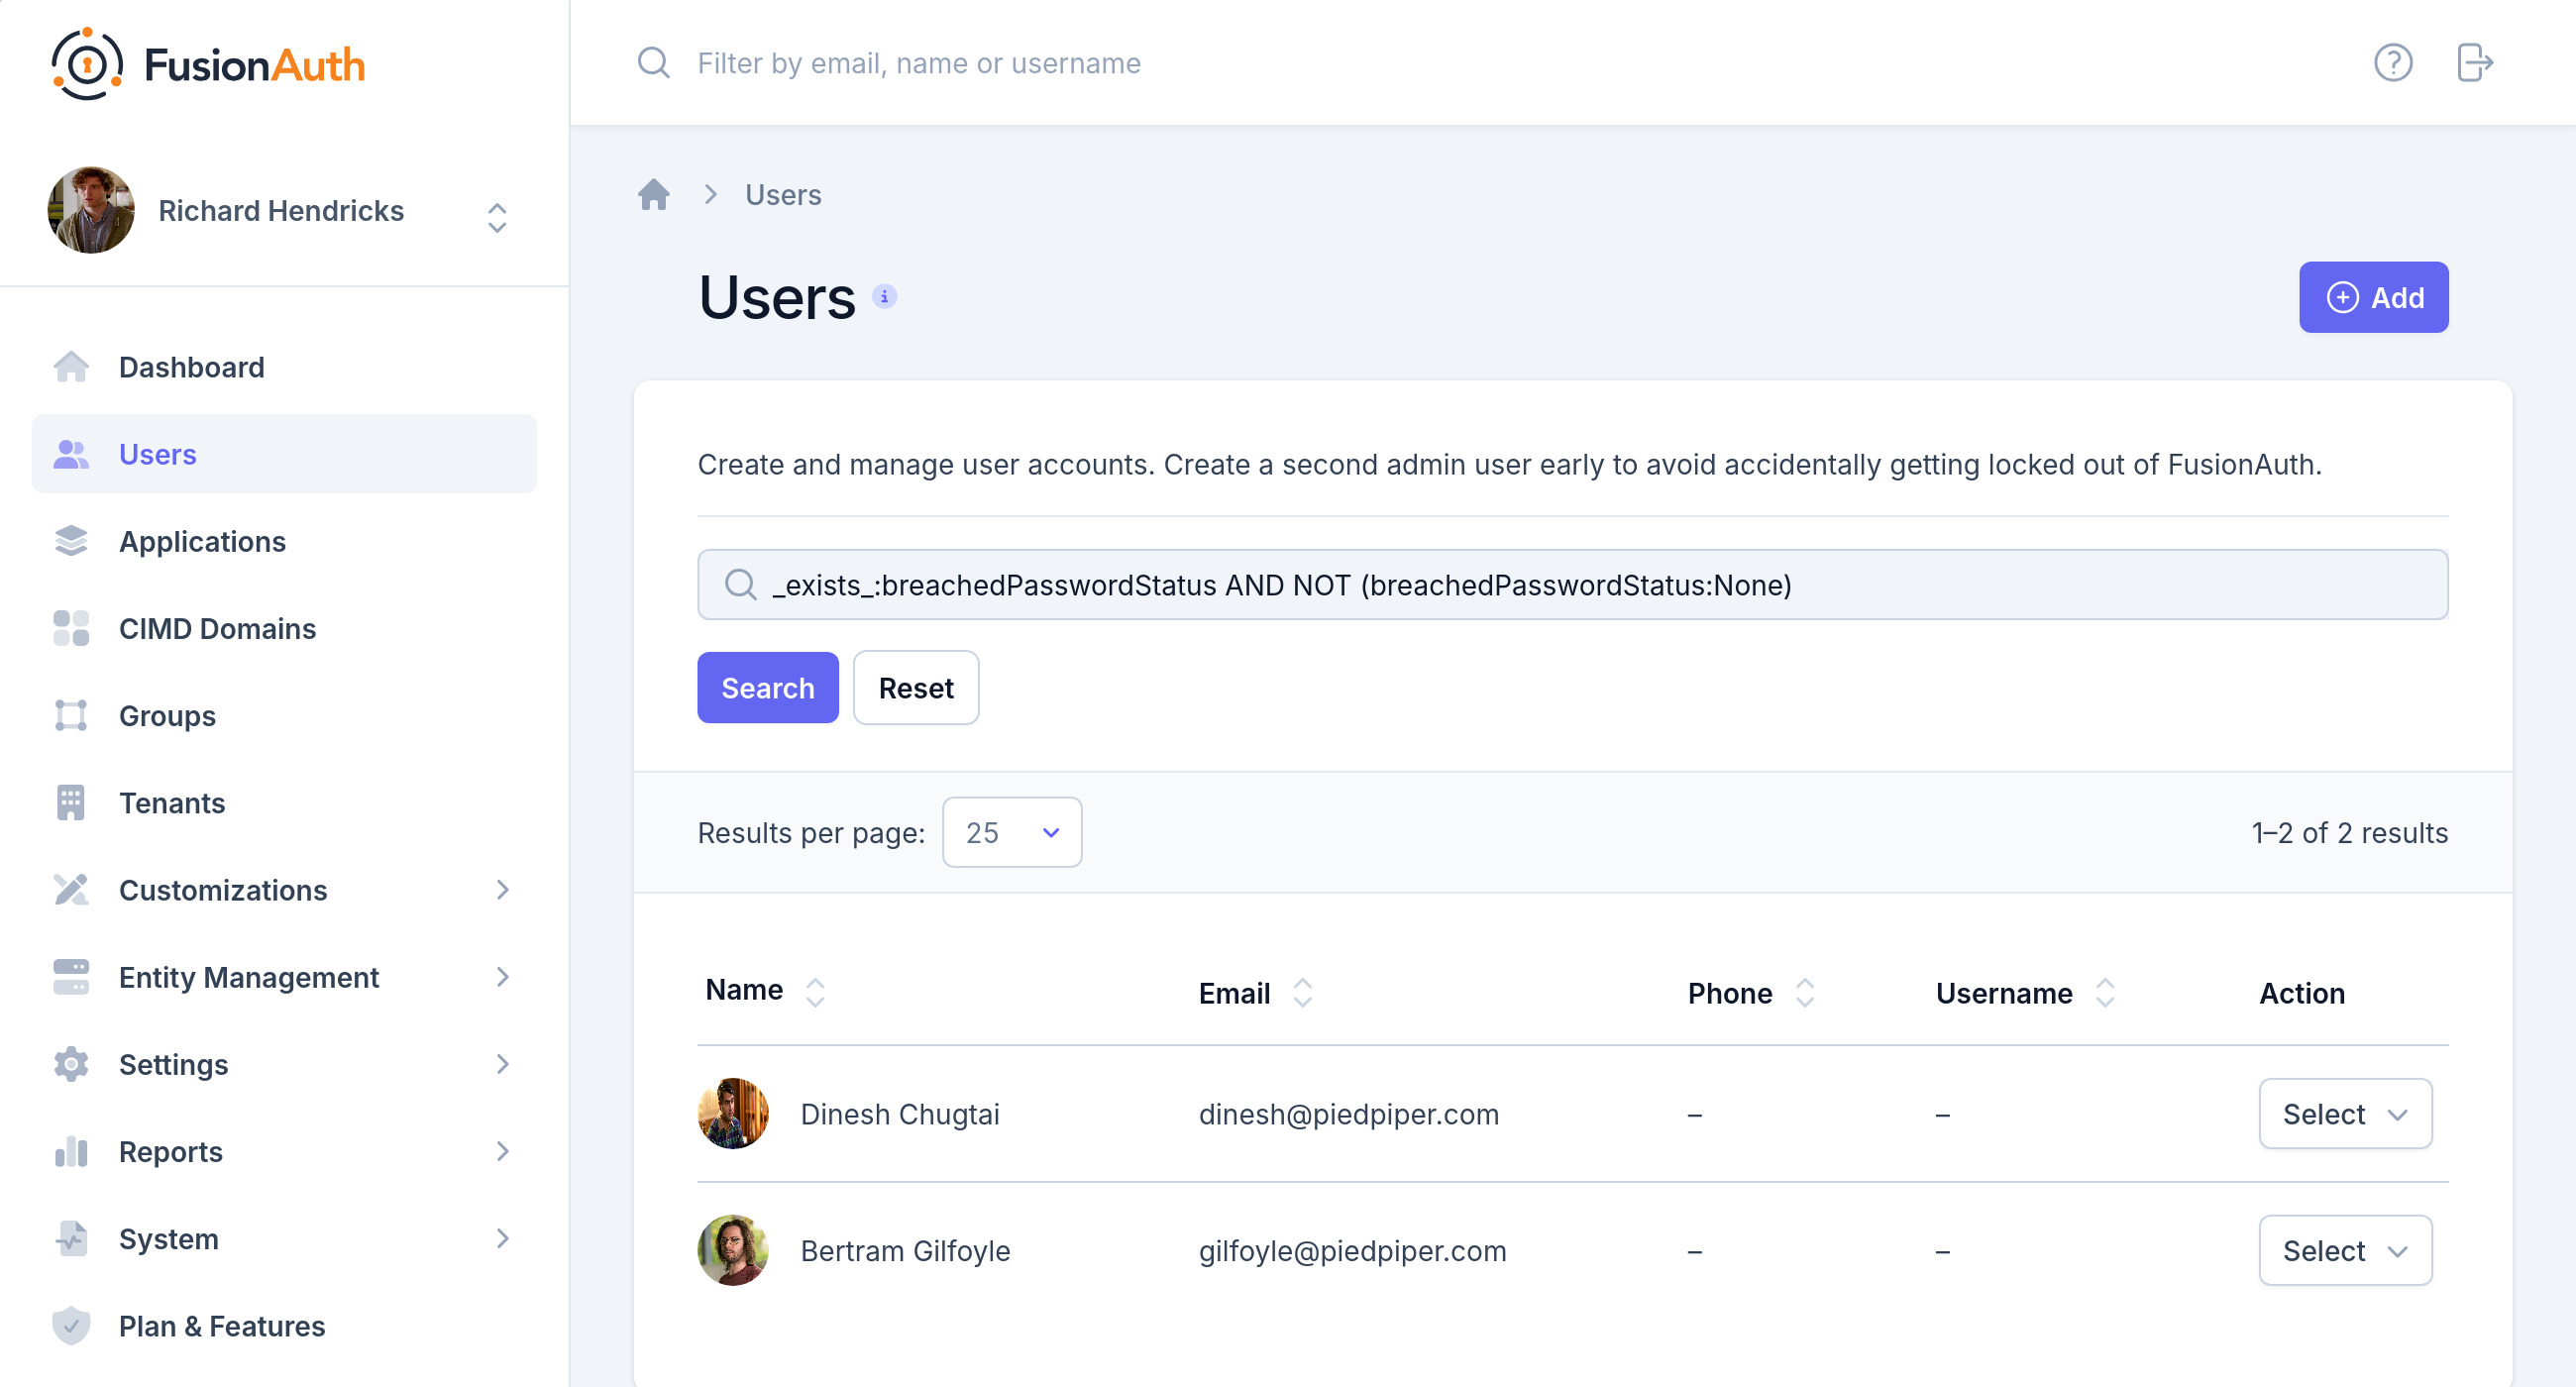 FusionAuth
Filter by email, name or username
Richard Hendricks
Users
Users
Add
Dashboard
Users
Applications
CIMD Domains
Groups
Tenants
Customizations
Entity Management
Settings
Reports
System
Plan & Features
Create and manage user accounts. Create a second admin user early to avoid accidentally getting locked out of FusionAuth.
_exists_:breachedPasswordStatus AND NOT (breachedPasswordStatus:None)
Search Reset
Results per page: 25 1–2 of 2 results
Name Email Phone Username Action
Dinesh Chugtai dinesh@piedpiper.com – – Select
Bertram Gilfoyle gilfoyle@piedpiper.com – – Select